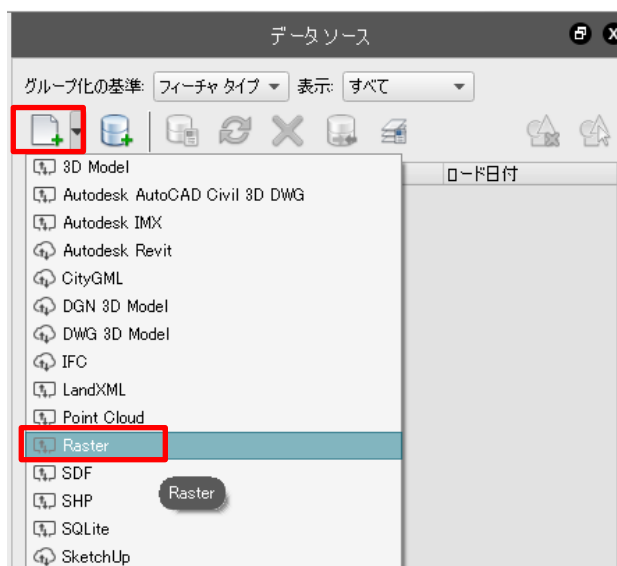 データ ソース
グループ化の基準: フィーチャ タイプ 表示: すべて
ロード日付
3D Model
Autodesk AutoCAD Civil 3D DWG
Autodesk IMX
Autodesk Revit
CityGML
DGN 3D Model
DWG 3D Model
IFC
LandXML
Point Cloud
Raster
SDF
Raster
SHP
SQLite
SketchUp